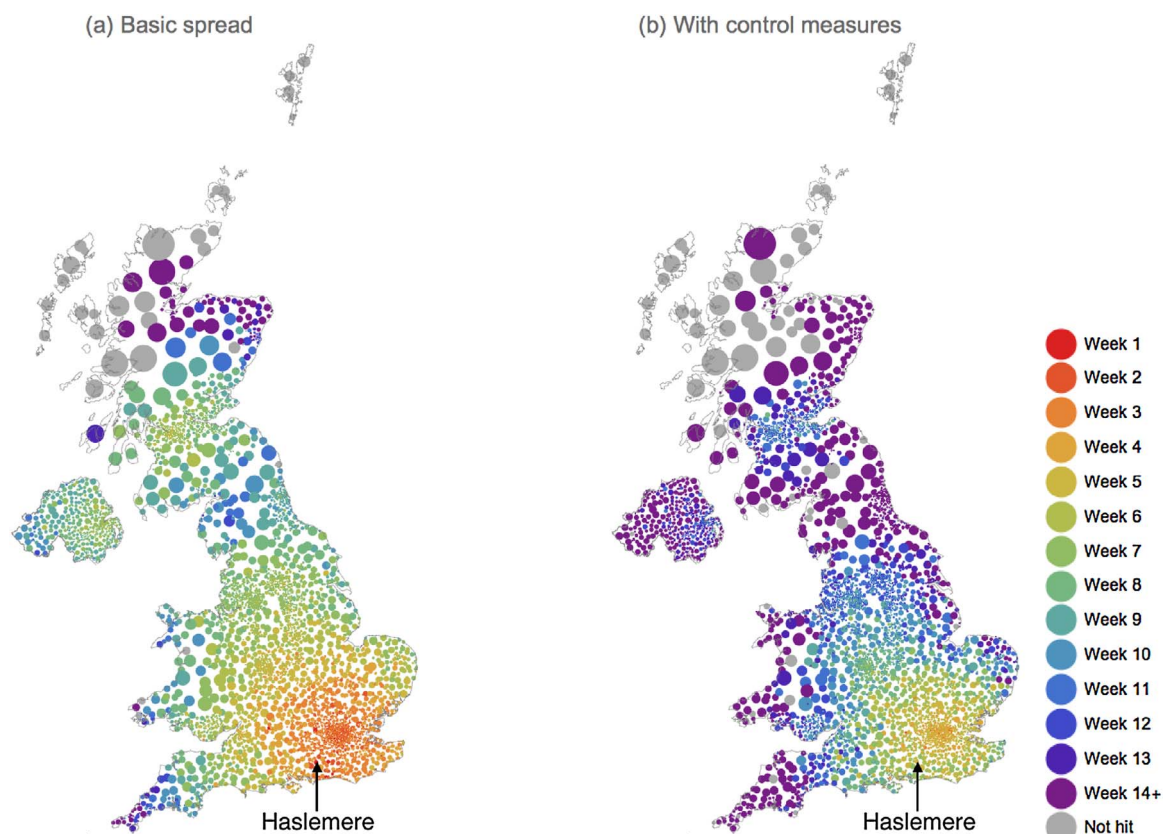 (a) Basic spread
(b) With control measures
Week 1
Week 2
Week 3
Week 4
Week 5
Week 6
Week 7
Week 8
Week 9
Week 10
Week 11
Week 12
Week 13
Week 14+
Not hit
Haslemere
Haslemere